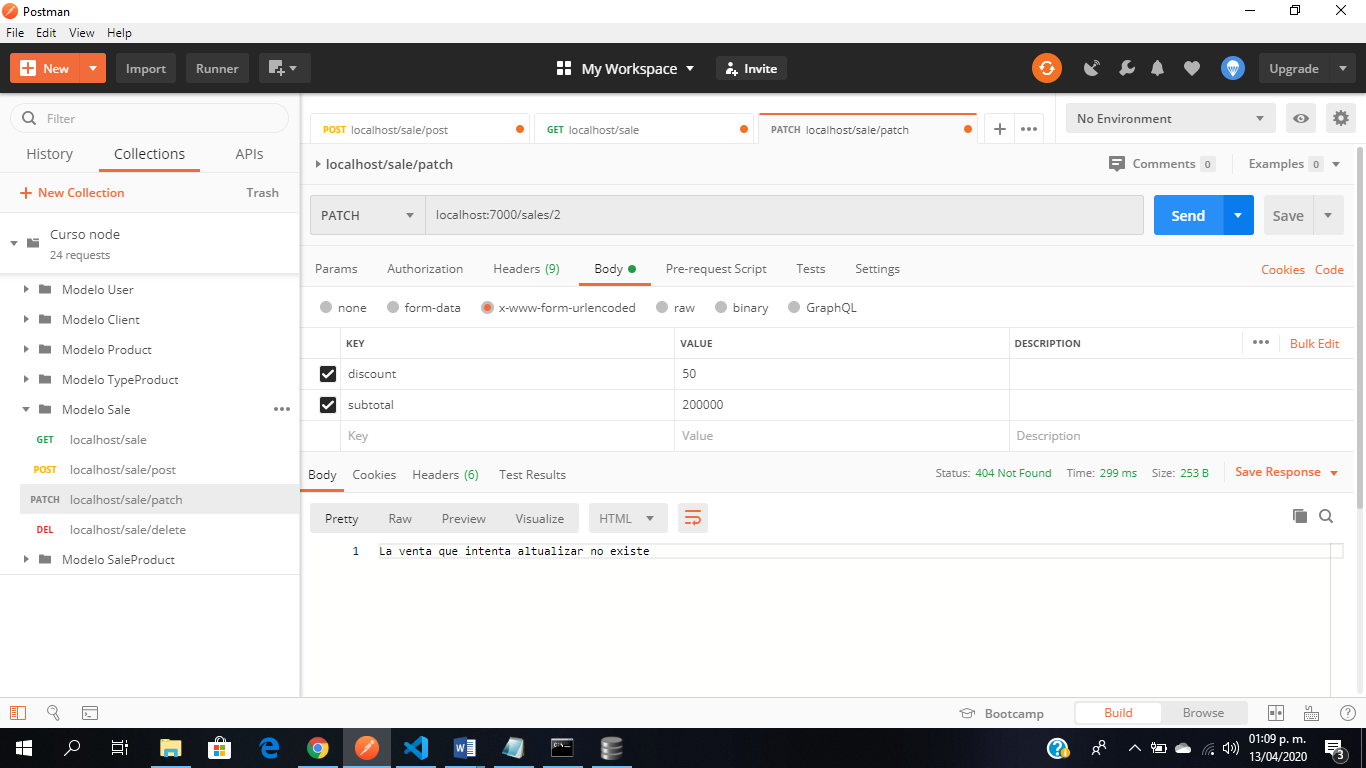 Postman
File Edit View Help
New Import Runner My Workspace Invite Upgrade
Filter
History Collections APIs
New Collection Trash
Curso node
24 requests
Modelo User
Modelo Client
Modelo Product
Modelo TypeProduct
Modelo Sale
GET localhost/sale
POST localhost/sale/post
PATCH localhost/sale/patch
DEL localhost/sale/delete
Modelo SaleProduct
POST localhost/sale/post GET localhost/sale PATCH localhost/sale/patch No Environment
localhost/sale/patch Comments 0 Examples 0
PATCH localhost:7000/sales/2 Send Save
Params Authorization Headers (9) Body Pre-request Script Tests Settings Cookies Code
none form-data x-www-form-urlencoded raw binary GraphQL
KEY VALUE DESCRIPTION Bulk Edit
discount 50
subtotal 200000
Key Value Description
Body Cookies Headers (6) Test Results Status: 404 Not Found Time: 299 ms Size: 253 B Save Response
Pretty Raw Preview Visualize HTML
1 La venta que intenta altualizar no existe
Bootcamp Build Browse
01:09 p. m.
13/04/2020
3